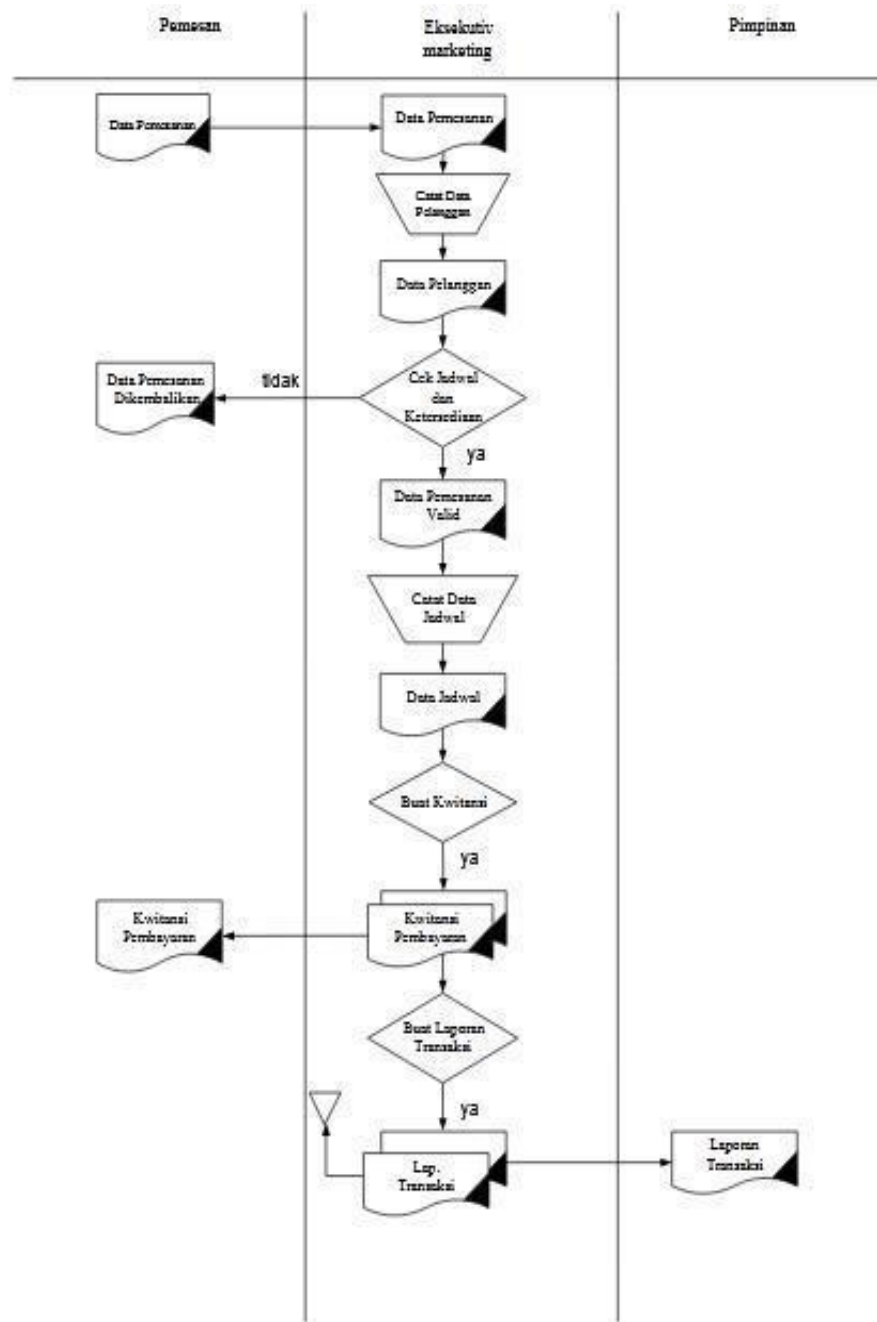 Pemesan
Eksekutiv
marketing
Pimpinan
Data Pemesanan
Data Pemesanan
Catat Data
Pelanggan
Data Pelanggan
Cek Jadwal
dan
Ketersediaan
tidak
Data Pemesanan
Dikembalikan
ya
Data Pemesanan
Valid
Catat Data
Jadwal
Data Jadwal
Buat Kwitansi
ya
Kwitansi
Pembayaran
Kwitansi
Pembayaran
Buat Laporan
Transaksi
ya
Lap.
Transaksi
Laporan
Transaksi